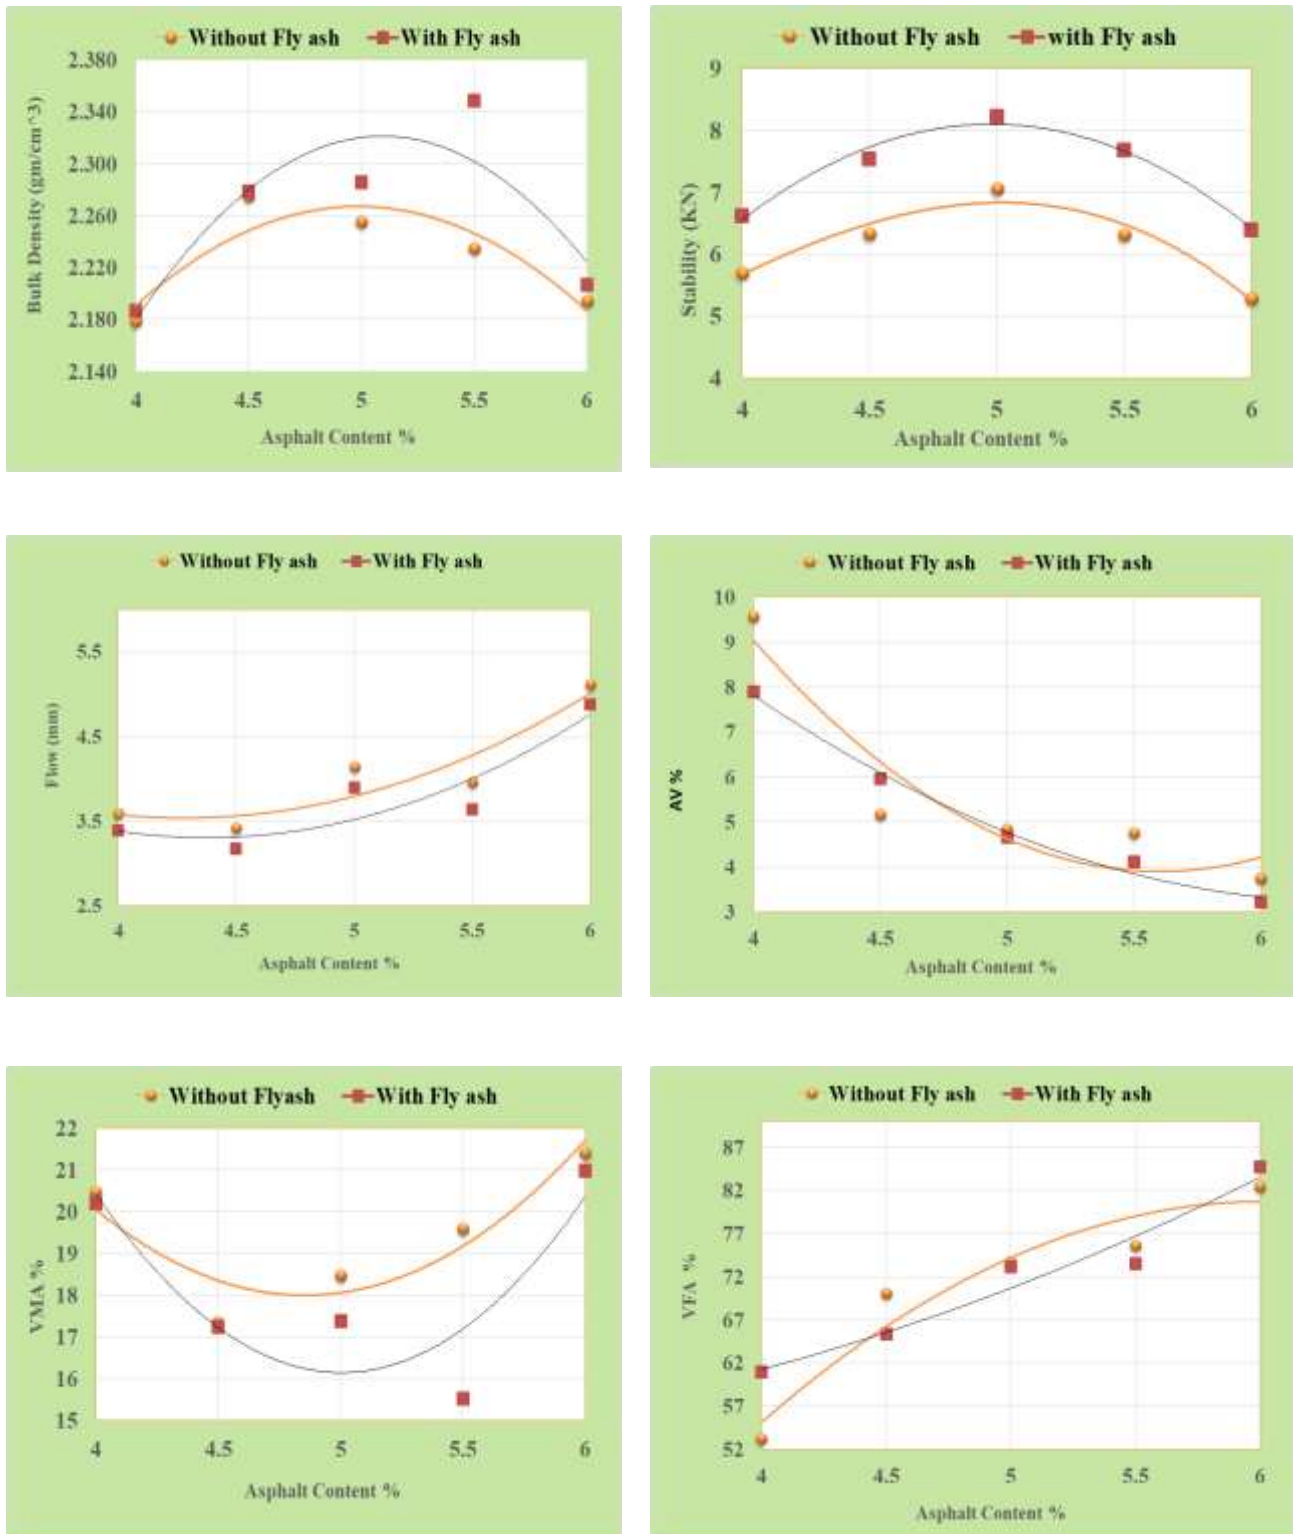 Without Fly ash With Fly ash
Bulk Density (gm/cm^3)
2.380
2.340
2.300
2.260
2.220
2.180
2.140
4 4.5 5 5.5 6
Asphalt Content %
Without Fly ash with Fly ash
Stability (KN)
9
8
7
6
5
4
4 4.5 5 5.5 6
Asphalt Content %
Without Fly ash With Fly ash
Flow (mm)
5.5
4.5
3.5
2.5
4 4.5 5 5.5 6
Asphalt Content %
Without Fly ash With Fly ash
AV %
10
9
8
7
6
5
4
3
4 4.5 5 5.5 6
Asphalt Content %
Without Flyash With Fly ash
VMA %
22
21
20
19
18
17
16
15
4 4.5 5 5.5 6
Asphalt Content %
Without Fly ash With Fly ash
VFA %
87
82
77
72
67
62
57
52
4 4.5 5 5.5 6
Asphalt Content %